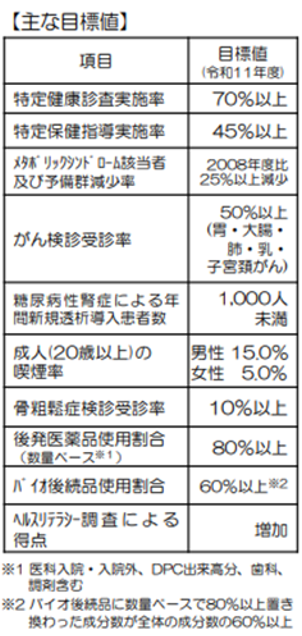 【主な目標値】
項目
目標値
(令和11年度)
特定健康診査実施率
70%以上
特定保健指導実施率
45%以上
ﾒﾀﾎﾞﾘｯｸｼﾝﾄﾞﾛｰﾑ該当者
及び予備群減少率
2008年度比
25%以上減少
がん検診受診率
50%以上
(胃・大腸・
肺・乳・
子宮頚がん)
糖尿病性腎症による年
間新規透析導入患者数
1,000人
未満
成人(20歳以上)の
喫煙率
男性 15.0%
女性 5.0%
骨粗鬆症検診受診率
10%以上
後発医薬品使用割合
(数量ベース※1)
80%以上
ﾊﾞｲｵ後続品使用割合
60%以上※2
ﾍﾙｽﾘﾃﾗｼｰ調査による
得点
増加
※1 医科入院・入院外、DPC出来高分、歯科、
調剤含む
※2 バイオ後続品に数量ベースで80%以上置き
換わった成分数が全体の成分数の60%以上